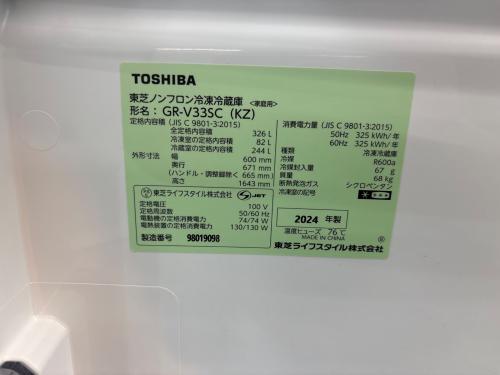 TOSHIBA
東芝ノンフロン冷凍冷蔵庫 <家庭用>
形名: GR-V33SC (KZ)
定格内容積 (JIS C 9801-3:2015)
全定格内容積 326 L
冷凍室の定格内容積 82 L
冷蔵室の定格内容積 244 L
外形寸法 幅 600 mm
奥行 671 mm
(ハンドル・調整脚除く 665 mm)
高さ 1643 mm
東芝ライフスタイル株式会社 JET
定格電圧 100 V
定格周波数 50/60 Hz
電動機の定格消費電力 74/74 W
電熱装置の定格消費電力 130/130 W
製造番号 98019098
消費電力量 (JIS C 9801-3:2015)
50Hz 325 kWh/年
60Hz 325 kWh/年
種類 冷凍冷蔵庫
冷媒 R600a
冷媒封入量 67 g
質量 68 kg
断熱発泡ガス シクロペンタン
冷凍室の記号
2024 年製
温度ヒューズ 76℃
MADE IN CHINA
東芝ライフスタイル株式会社